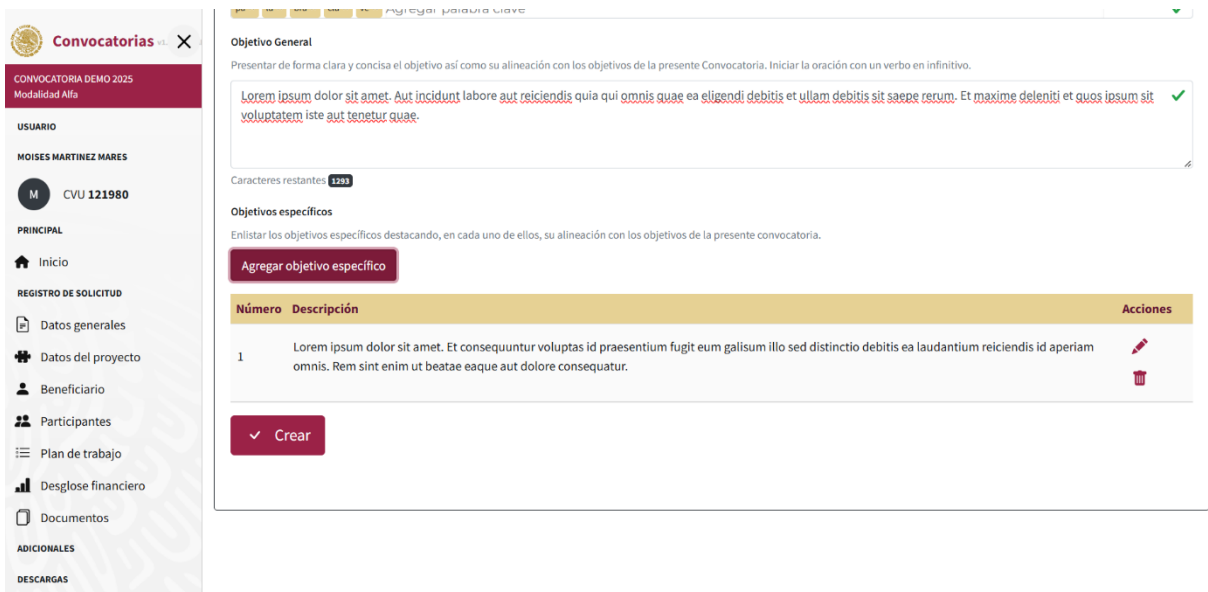 Convocatorias
CONVOCATORIA DEMO 2025
Modalidad Alfa
USUARIO
MOISES MARTINEZ MARES
M
CVU 121980
PRINCIPAL
Inicio
REGISTRO DE SOLICITUD
Datos generales
Datos del proyecto
Beneficiario
Participantes
Plan de trabajo
Desglose financiero
Documentos
ADICIONALES
DESCARGAS
Agregar palabra clave
Objetivo General
Presentar de forma clara y concisa el objetivo así como su alineación con los objetivos de la presente Convocatoria. Iniciar la oración con un verbo en infinitivo.
Lorem ipsum dolor sit amet. Aut incidunt labore aut reiciendis quia qui omnis quae ea eligendi debitis et ullam debitis sit saepe rerum. Et maxime deleniti et quos ipsum sit
voluptatem iste aut tenetur quae.
Caracteres restantes 1293
Objetivos específicos
Enlistar los objetivos específicos destacando, en cada uno de ellos, su alineación con los objetivos de la presente convocatoria.
Agregar objetivo específico
Número Descripción Acciones
1
Lorem ipsum dolor sit amet. Et consequuntur voluptas id praesentium fugit eum galisum illo sed distinctio debitis ea laudantium reiciendis id aperiam
omnis. Rem sint enim ut beatae eaque aut dolore consequatur.
Crear